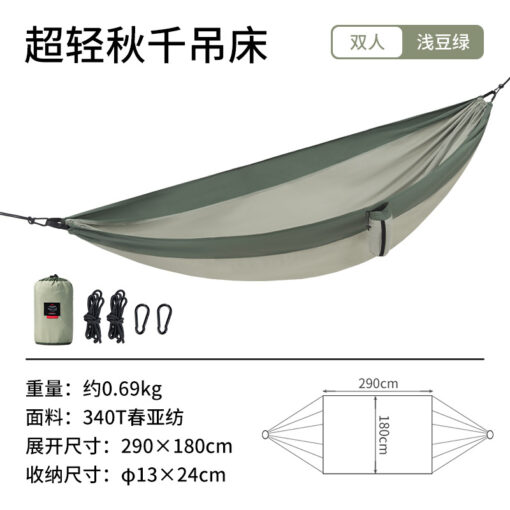 超轻秋千吊床
双人
浅豆绿
重量：约0.69kg
面料：340T春亚纺
展开尺寸：290×180cm
收纳尺寸：φ13×24cm
290cm
180cm